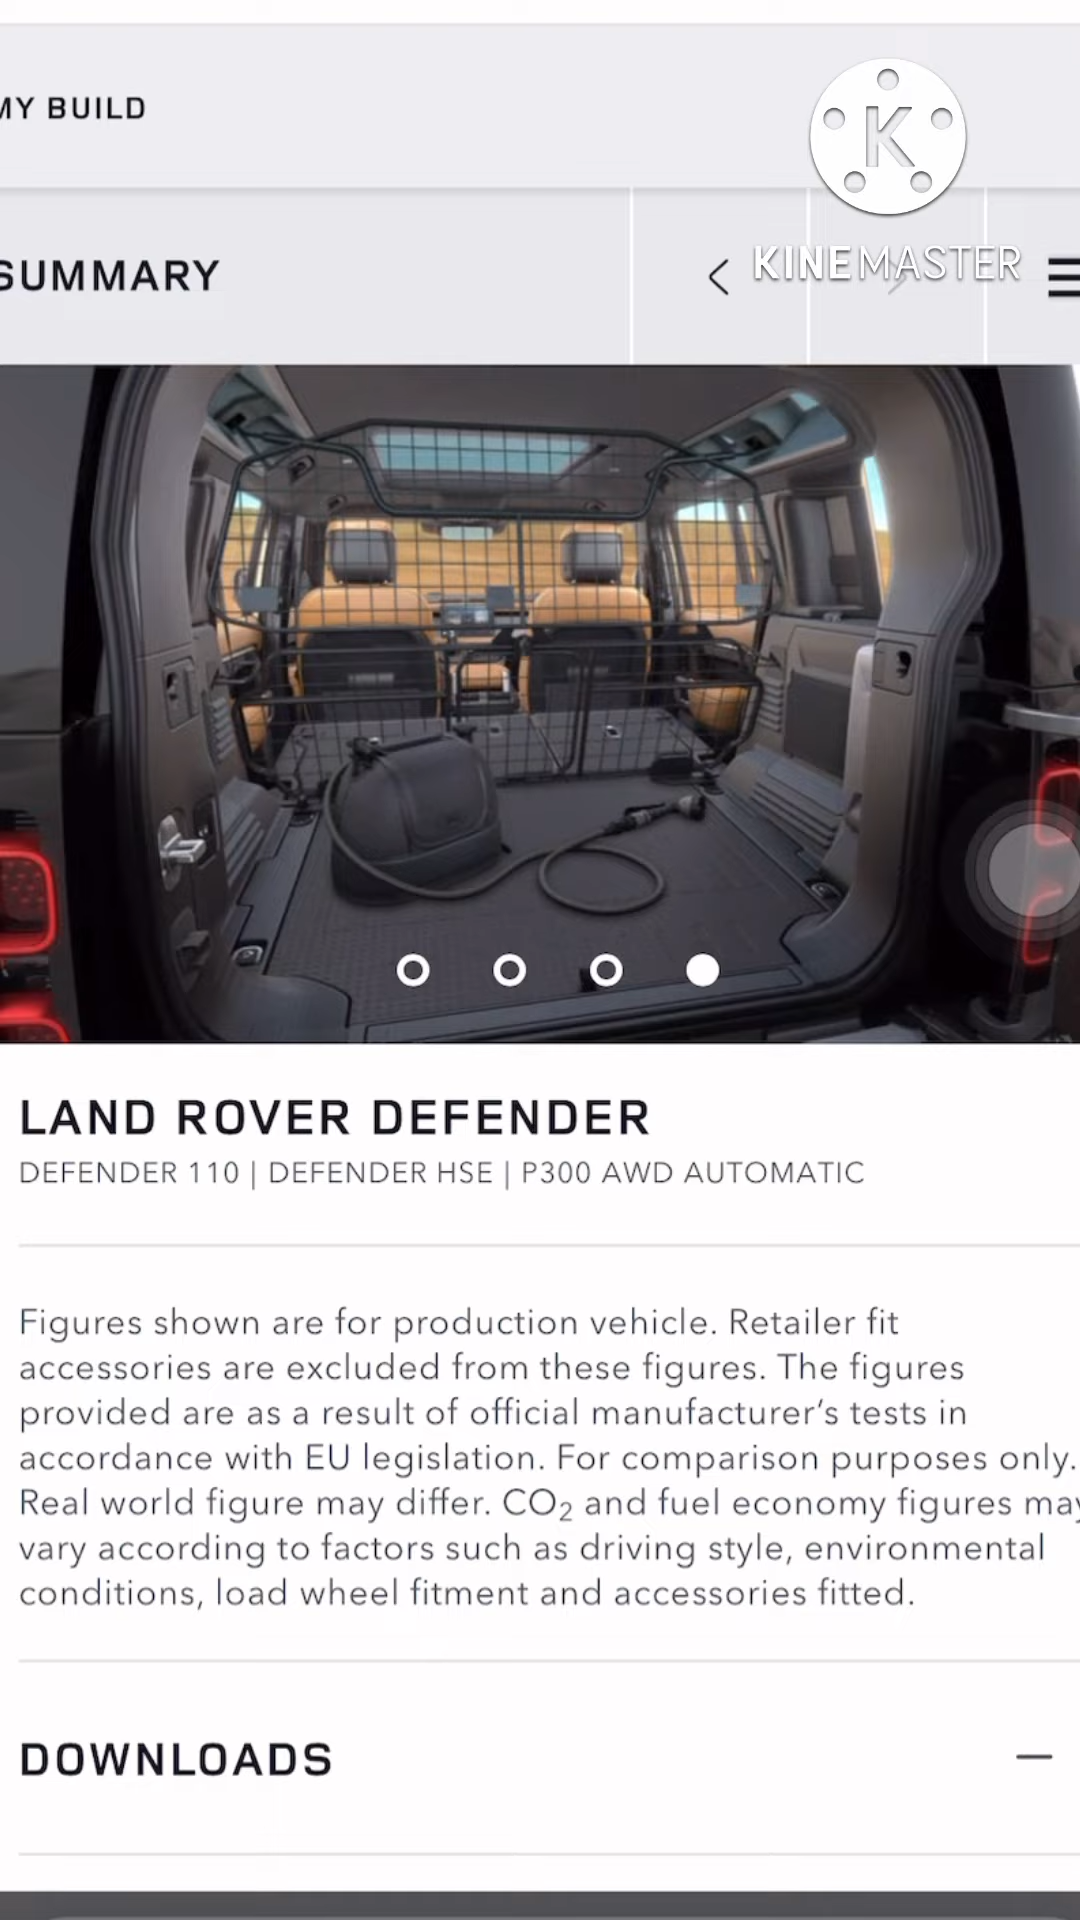 MY BUILD
K
KINEMASTER
SUMMARY
LAND ROVER DEFENDER
DEFENDER 110 | DEFENDER HSE | P300 AWD AUTOMATIC
Figures shown are for production vehicle. Retailer fit
accessories are excluded from these figures. The figures
provided are as a result of official manufacturer’s tests in
accordance with EU legislation. For comparison purposes only.
Real world figure may differ. CO₂ and fuel economy figures may
vary according to factors such as driving style, environmental
conditions, load wheel fitment and accessories fitted.
DOWNLOADS